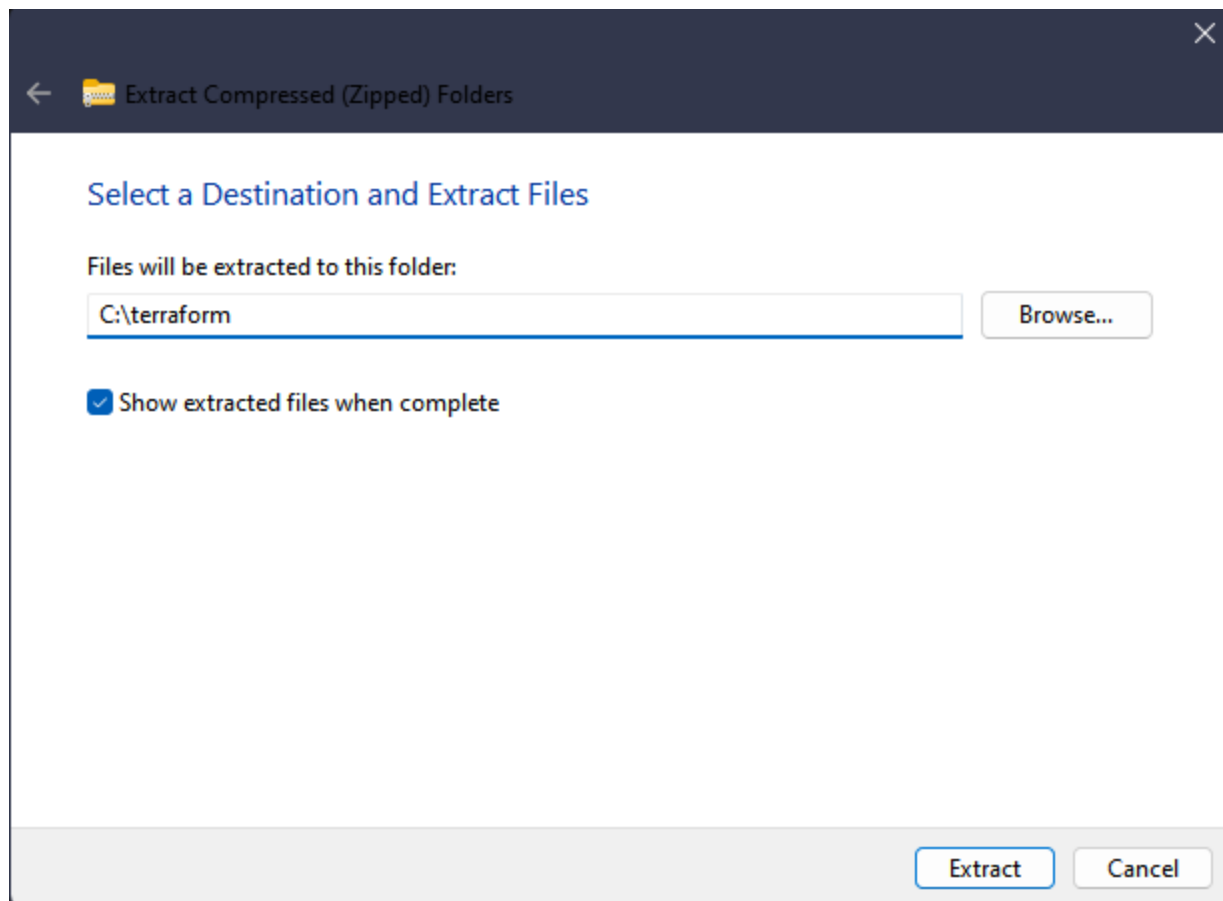 Extract Compressed (Zipped) Folders
Select a Destination and Extract Files
Files will be extracted to this folder:
C:\terraform
Browse...
Show extracted files when complete
Extract
Cancel